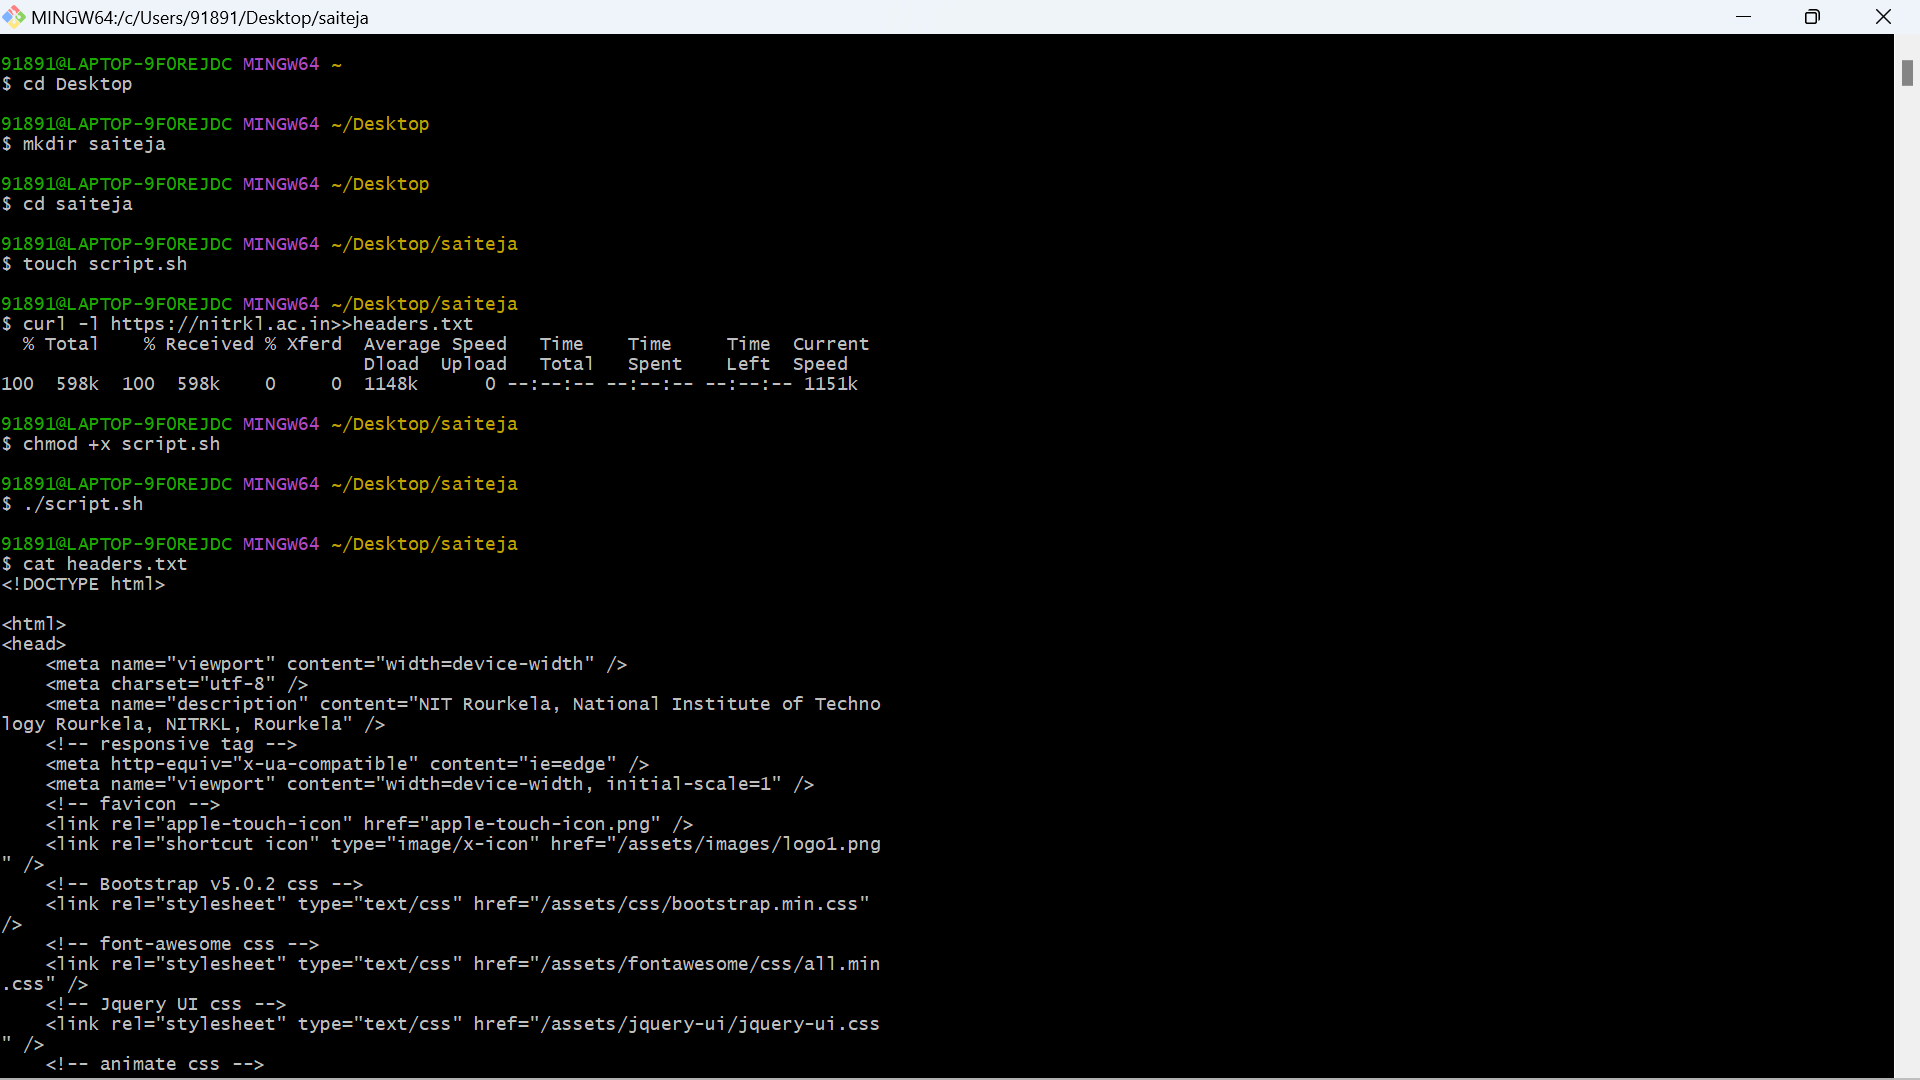 MINGW64:/c/Users/91891/Desktop/saiteja
91891@LAPTOP-9F0REJDC MINGW64 ~
$ cd Desktop
91891@LAPTOP-9F0REJDC MINGW64 ~/Desktop
$ mkdir saiteja
91891@LAPTOP-9F0REJDC MINGW64 ~/Desktop
$ cd saiteja
91891@LAPTOP-9F0REJDC MINGW64 ~/Desktop/saiteja
$ touch script.sh
91891@LAPTOP-9F0REJDC MINGW64 ~/Desktop/saiteja
$ curl -l https://nitrkl.ac.in>>headers.txt
  % Total    % Received % Xferd  Average Speed   Time    Time     Time  Current
                                 Dload  Upload   Total   Spent    Left  Speed
100  598k  100  598k    0     0  1148k      0 --:--:-- --:--:-- --:--:-- 1151k
91891@LAPTOP-9F0REJDC MINGW64 ~/Desktop/saiteja
$ chmod +x script.sh
91891@LAPTOP-9F0REJDC MINGW64 ~/Desktop/saiteja
$ ./script.sh
91891@LAPTOP-9F0REJDC MINGW64 ~/Desktop/saiteja
$ cat headers.txt
<!DOCTYPE html>
<html>
<head>
    <meta name="viewport" content="width=device-width" />
    <meta charset="utf-8" />
    <meta name="description" content="NIT Rourkela, National Institute of Techno
logy Rourkela, NITRKL, Rourkela" />
    <!-- responsive tag -->
    <meta http-equiv="x-ua-compatible" content="ie=edge" />
    <meta name="viewport" content="width=device-width, initial-scale=1" />
    <!-- favicon -->
    <link rel="apple-touch-icon" href="apple-touch-icon.png" />
    <link rel="shortcut icon" type="image/x-icon" href="/assets/images/logo1.png
" />
    <!-- Bootstrap v5.0.2 css -->
    <link rel="stylesheet" type="text/css" href="/assets/css/bootstrap.min.css"
/>
    <!-- font-awesome css -->
    <link rel="stylesheet" type="text/css" href="/assets/fontawesome/css/all.min
.css" />
    <!-- Jquery UI css -->
    <link rel="stylesheet" type="text/css" href="/assets/jquery-ui/jquery-ui.css
" />
    <!-- animate css -->